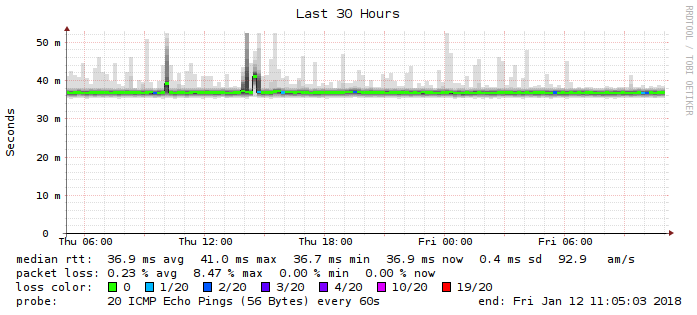 Last 30 Hours
RRDTOOL / TOBI OETIKER
Seconds
50 m
40 m
30 m
20 m
10 m
0
Thu 06:00 Thu 12:00 Thu 18:00 Fri 00:00 Fri 06:00
median rtt: 36.9 ms avg 41.0 ms max 36.7 ms min 36.9 ms now 0.4 ms sd 92.9 am/s
packet loss: 0.23 % avg 8.47 % max 0.00 % min 0.00 % now
loss color: 0 1/20 2/20 3/20 4/20 10/20 19/20
probe: 20 ICMP Echo Pings (56 Bytes) every 60s end: Fri Jan 12 11:05:03 2018